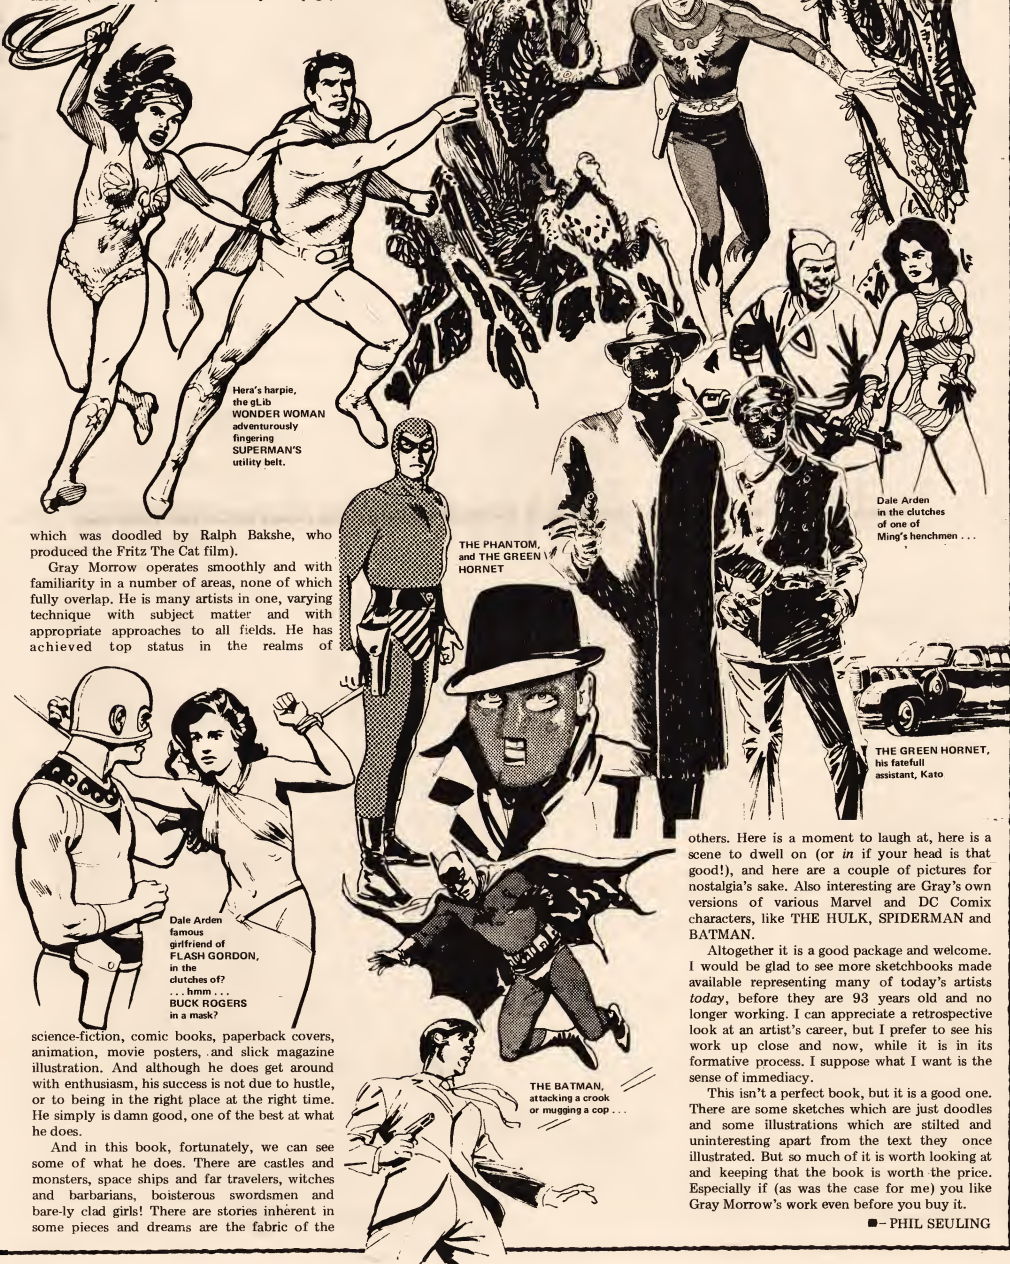 Hera's harpie,
the gLib
WONDER WOMAN
adventurously
fingering
SUPERMAN'S
utility belt.
which was doodled by Ralph Bakshe, who
produced the Fritz The Cat film).
Gray Morrow operates smoothly and with
familiarity in a number of areas, none of which
fully overlap. He is many artists in one, varying
technique with subject matter and with
appropriate approaches to all fields. He has
achieved top status in the realms of
THE PHANTOM,
and THE GREEN
HORNET
Dale Arden
in the clutches
of one of
Ming's henchmen . . .
THE GREEN HORNET,
his fatefull
assistant, Kato
Dale Arden
famous
girlfriend of
FLASH GORDON,
in the
clutches of?
. . . hmm . . .
BUCK ROGERS
in a mask?
science-fiction, comic books, paperback covers,
animation, movie posters, and slick magazine
illustration. And although he does get around
with enthusiasm, his success is not due to hustle,
or to being in the right place at the right time.
He simply is damn good, one of the best at what
he does.
And in this book, fortunately, we can see
some of what he does. There are castles and
monsters, space ships and far travelers, witches
and barbarians, boisterous swordsmen and
bare-ly clad girls! There are stories inherent in
some pieces and dreams are the fabric of the
THE BATMAN,
attacking a crook
or mugging a cop . . .
others. Here is a moment to laugh at, here is a
scene to dwell on (or in if your head is that
good!), and here are a couple of pictures for
nostalgia's sake. Also interesting are Gray's own
versions of various Marvel and DC Comix
characters, like THE HULK, SPIDERMAN and
BATMAN.
Altogether it is a good package and welcome.
I would be glad to see more sketchbooks made
available representing many of today's artists
today, before they are 93 years old and no
longer working. I can appreciate a retrospective
look at an artist's career, but I prefer to see his
work up close and now, while it is in its
formative process. I suppose what I want is the
sense of immediacy.
This isn't a perfect book, but it is a good one.
There are some sketches which are just doodles
and some illustrations which are stilted and
uninteresting apart from the text they once
illustrated. But so much of it is worth looking at
and keeping that the book is worth the price.
Especially if (as was the case for me) you like
Gray Morrow's work even before you buy it.
– PHIL SEULING